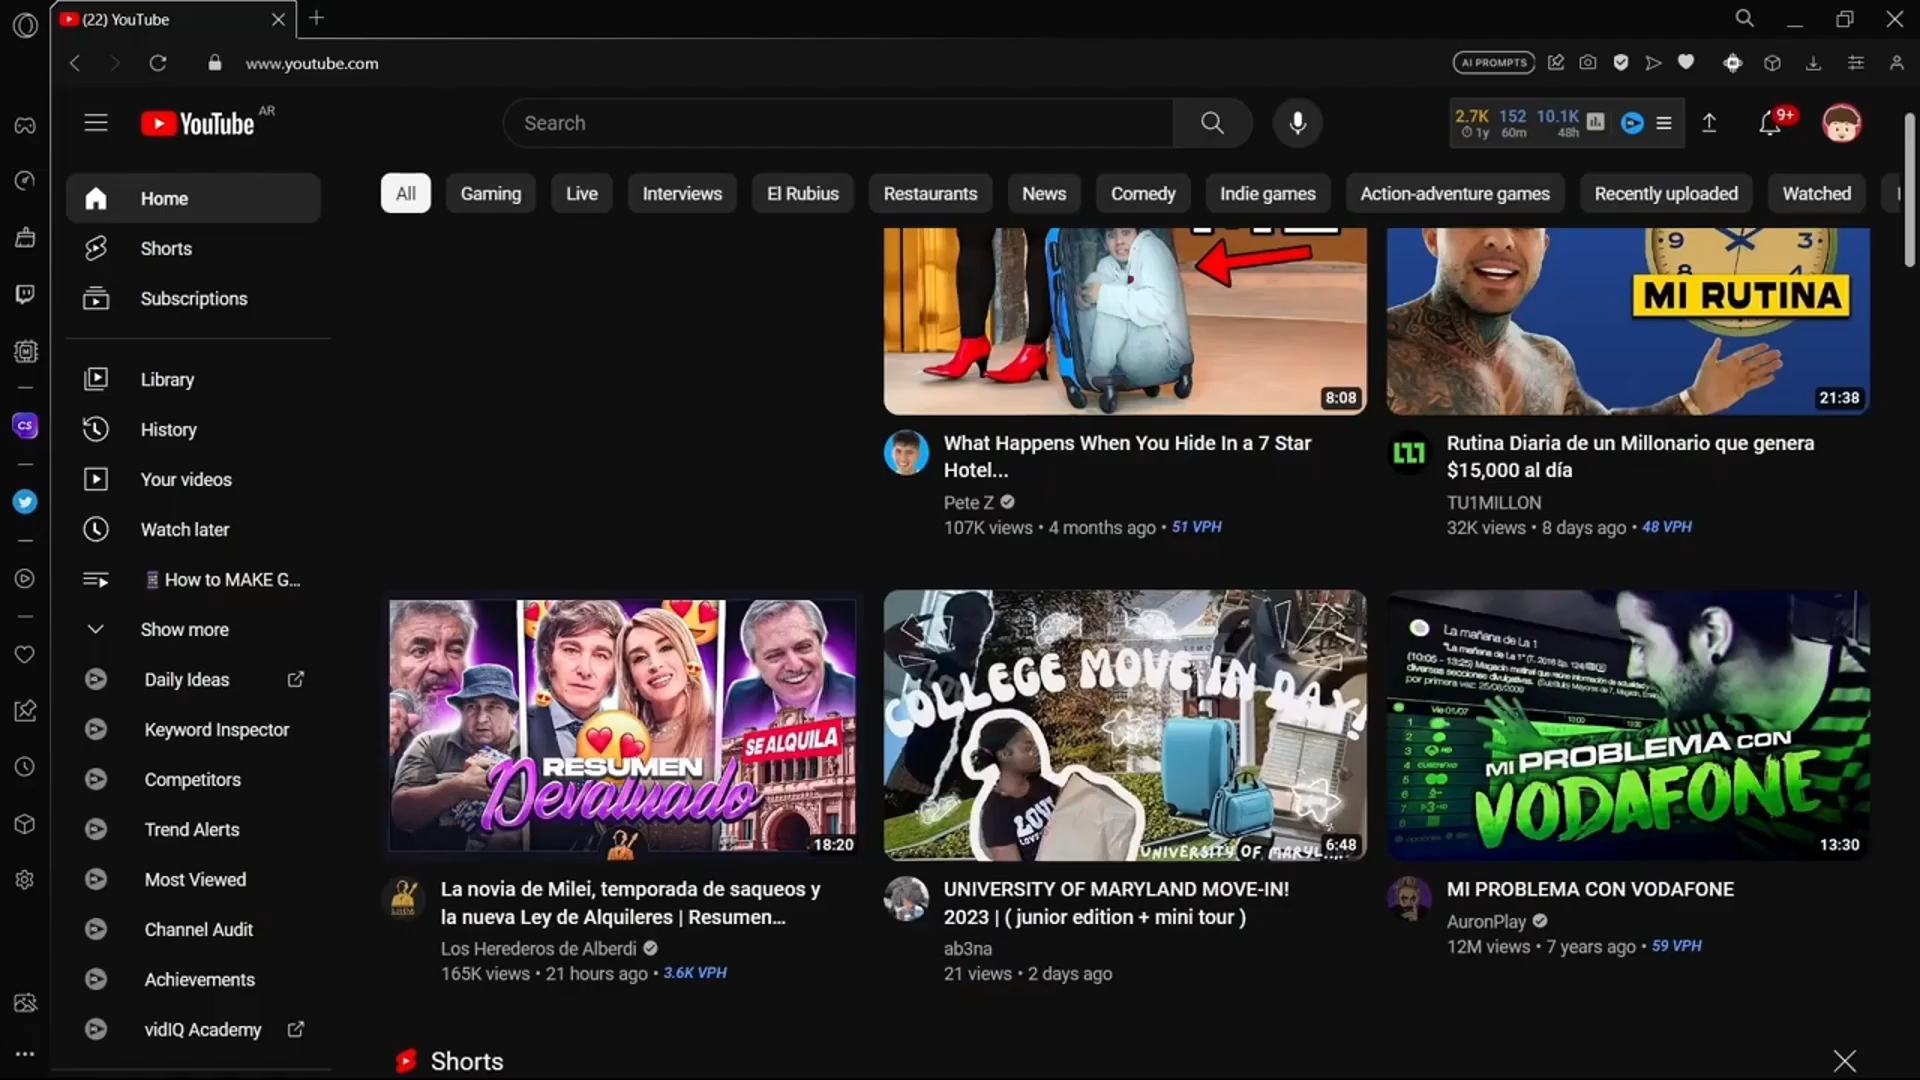 (22) YouTube
www.youtube.com
AI PROMPTS
YouTube AR
Search
2.7K 152 10.1K
1y 60m 48h
9+
Home
All Gaming Live Interviews El Rubius Restaurants News Comedy Indie games Action-adventure games Recently uploaded Watched
Shorts
Subscriptions
Library
History
Your videos
Watch later
How to MAKE G...
Show more
Daily Ideas
Keyword Inspector
Competitors
Trend Alerts
Most Viewed
Channel Audit
Achievements
vidIQ Academy
CS
8:08
What Happens When You Hide In a 7 Star
Hotel...
Pete Z
107K views • 4 months ago • 51 VPH
9 3
8 4
MI RUTINA
21:38
Rutina Diaria de un Millonario que genera
$15,000 al día
TU1MILLON
32K views • 8 days ago • 48 VPH
SE ALQUILA
RESUMEN
Devaluado
18:20
La novia de Milei, temporada de saqueos y
la nueva Ley de Alquileres | Resumen...
Los Herederos de Alberdi
165K views • 21 hours ago • 3.6K VPH
COLLEGE MOVE IN DAY!
LOVE
UNIVERSITY OF MARYL...
6:48
UNIVERSITY OF MARYLAND MOVE-IN!
2023 | ( junior edition + mini tour )
ab3na
21 views • 2 days ago
La mañana de La 1
MI PROBLEMA CON
VODAFONE
13:30
MI PROBLEMA CON VODAFONE
AuronPlay
12M views • 7 years ago • 59 VPH
Shorts